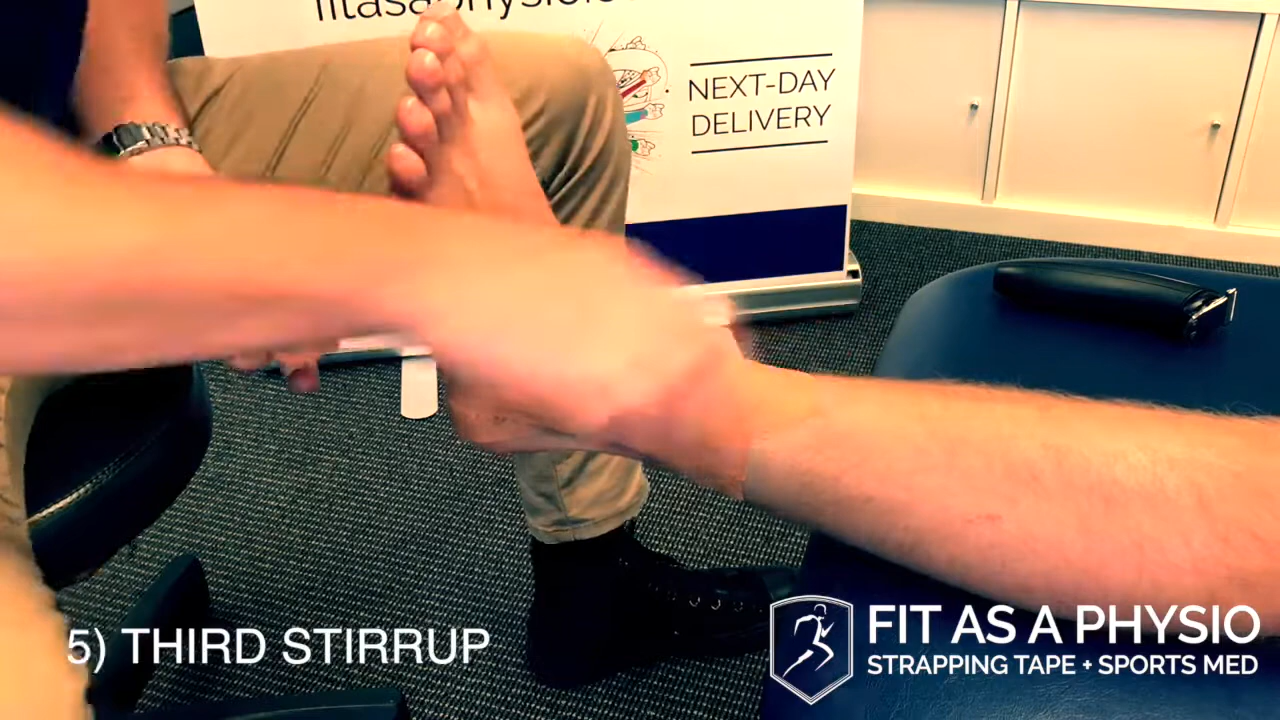 NEXT-DAY
DELIVERY
5) THIRD STIRRUP
FIT AS A PHYSIO
STRAPPING TAPE + SPORTS MED